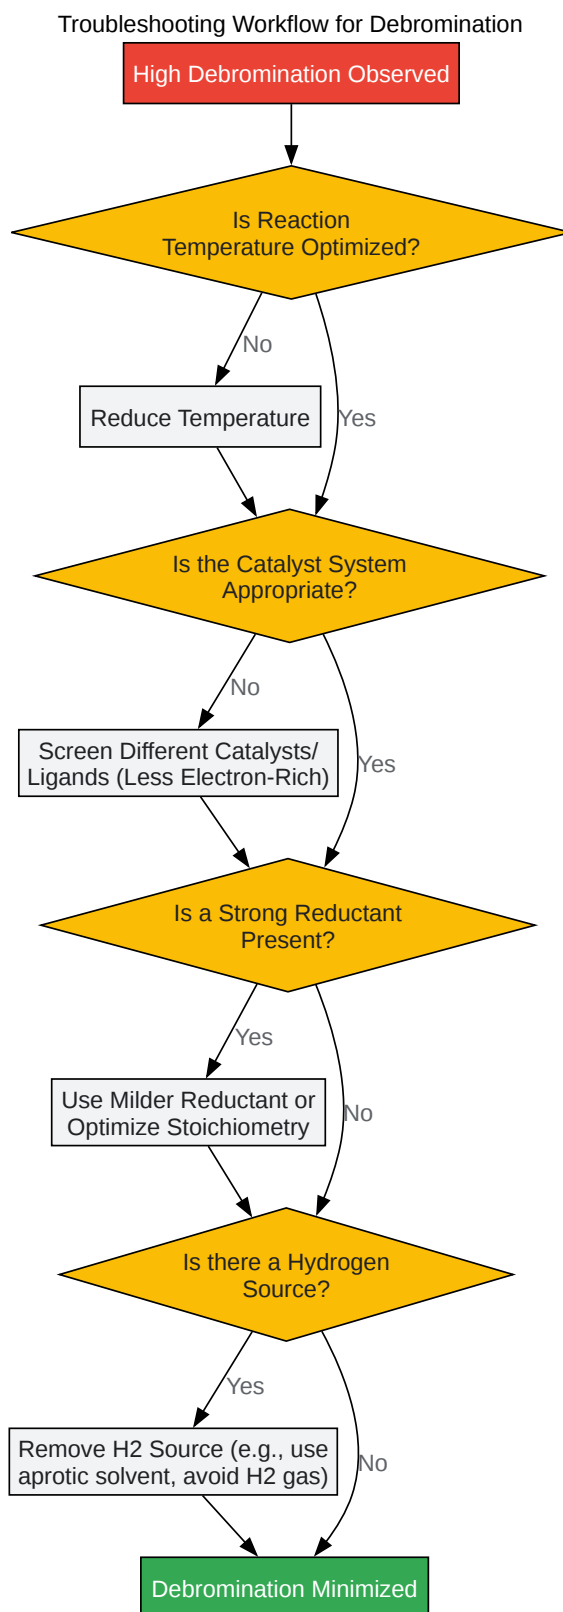 Troubleshooting Workflow for Debromination
High Debromination Observed
Is Reaction
Temperature Optimized?
No
Reduce Temperature
Yes
Is the Catalyst System
Appropriate?
No
Screen Different Catalysts/
Ligands (Less Electron-Rich)
Yes
Is a Strong Reductant
Present?
Yes
Use Milder Reductant or
Optimize Stoichiometry
No
Is there a Hydrogen
Source?
Yes
Remove H2 Source (e.g., use
aprotic solvent, avoid H2 gas)
No
Debromination Minimized